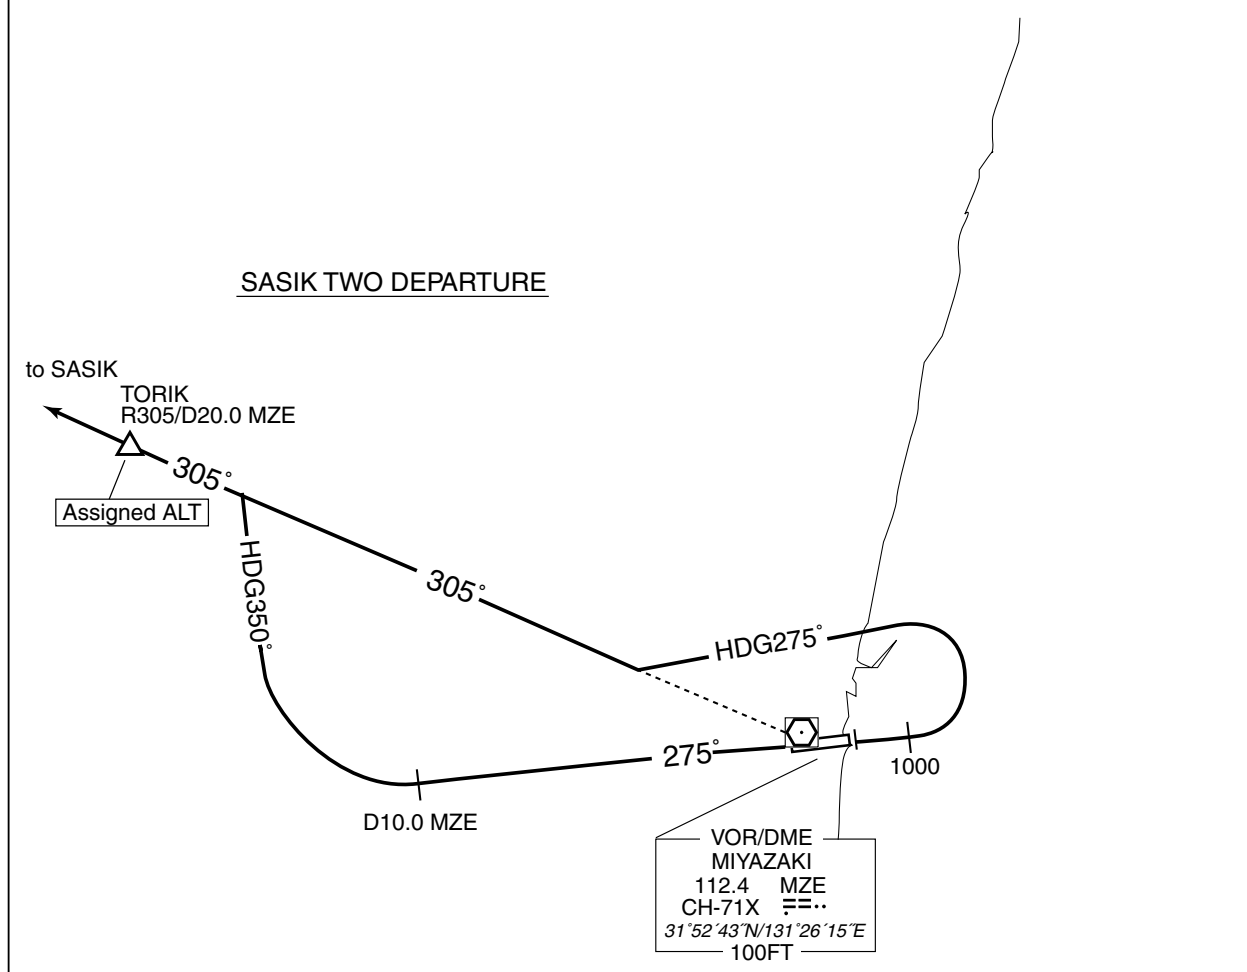 SASIK TWO DEPARTURE
to SASIK
TORIK
R305/D20.0 MZE
305°
Assigned ALT
HDG350°
305°
HDG275°
275°
1000
D10.0 MZE
VOR/DME
MIYAZAKI
112.4 MZE
CH-71X
31°52´43˝N/131°26´15˝E
100FT